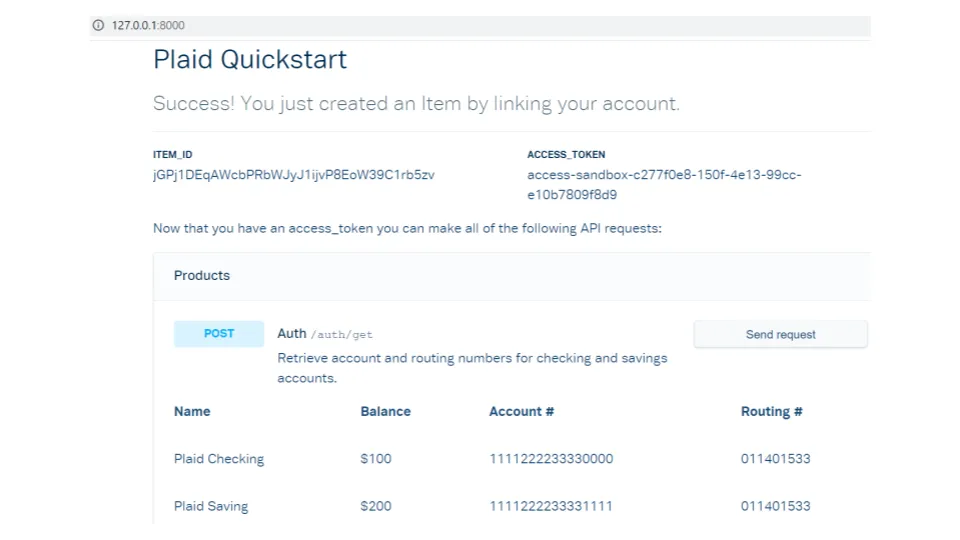 127.0.0.1:8000
Plaid Quickstart
Success! You just created an Item by linking your account.
ITEM_ID
jGPj1DEqAWcbPRbWJyJ1ijvP8EoW39C1rb5zv
ACCESS_TOKEN
access-sandbox-c277f0e8-150f-4e13-99cc-
e10b7809f8d9
Now that you have an access_token you can make all of the following API requests:
Products
POST
Auth /auth/get
Send request
Retrieve account and routing numbers for checking and savings
accounts.
Name Balance Account # Routing #
Plaid Checking $100 1111222233330000 011401533
Plaid Saving $200 1111222233331111 011401533